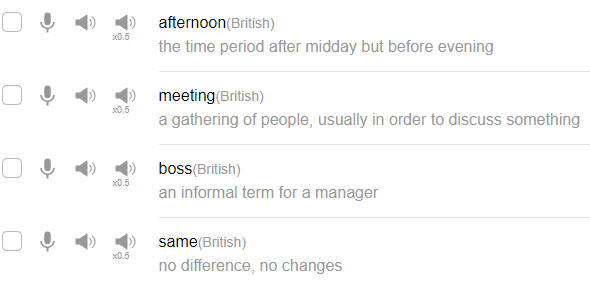 afternoon(British)
x0.5
the time period after midday but before evening
meeting(British)
x0.5
a gathering of people, usually in order to discuss something
boss(British)
x0.5
an informal term for a manager
same(British)
x0.5
no difference, no changes